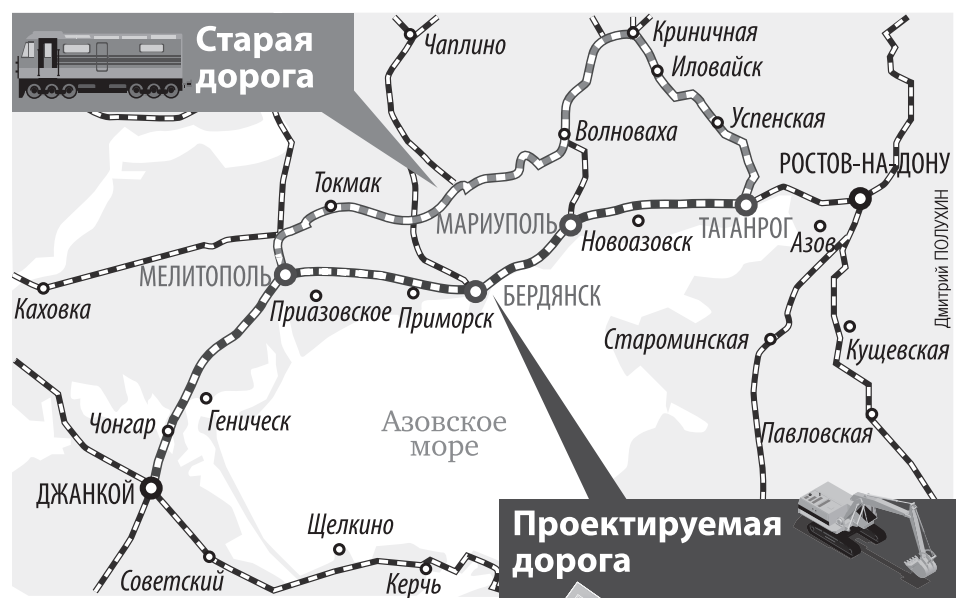 Старая
дорога
Чаплино
Криничная
Иловайск
Успенская
Волноваха
РОСТОВ-НА-ДОНУ
Токмак
МАРИУПОЛЬ
Новоазовск
ТАГАНРОГ
Азов
Дмитрий ПОЛУХИН
МЕЛИТОПОЛЬ
Каховка
Приазовское
Приморск
БЕРДЯНСК
Староминская
Кущевская
Чонгар
Геническ
Азовское
море
Павловская
ДЖАНКОЙ
Щелкино
Советский
Керчь
Проектируемая
дорога